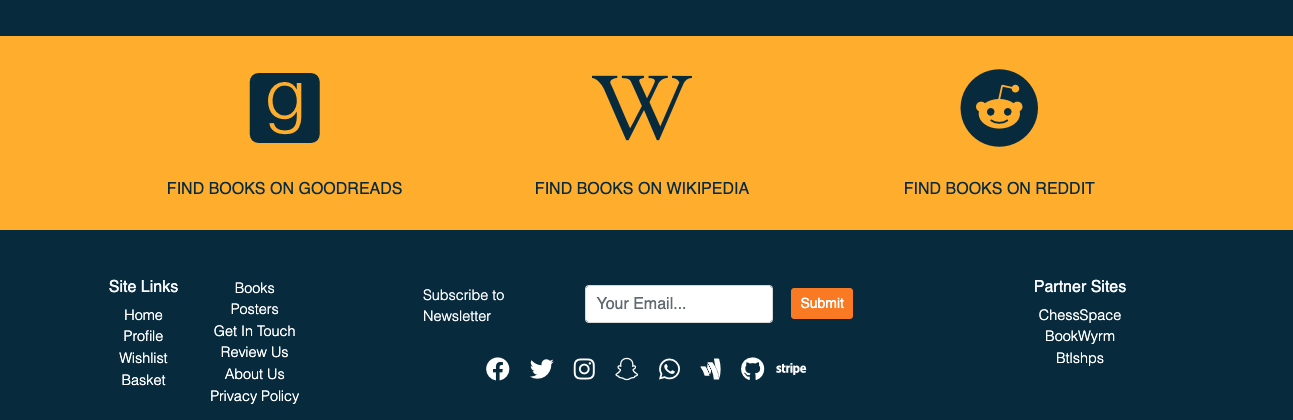 g
W
FIND BOOKS ON GOODREADS
FIND BOOKS ON WIKIPEDIA
FIND BOOKS ON REDDIT
Site Links
Home
Profile
Wishlist
Basket
Books
Posters
Get In Touch
Review Us
About Us
Privacy Policy
Subscribe to
Newsletter
Your Email...
Submit
stripe
Partner Sites
ChessSpace
BookWyrm
Btlshps